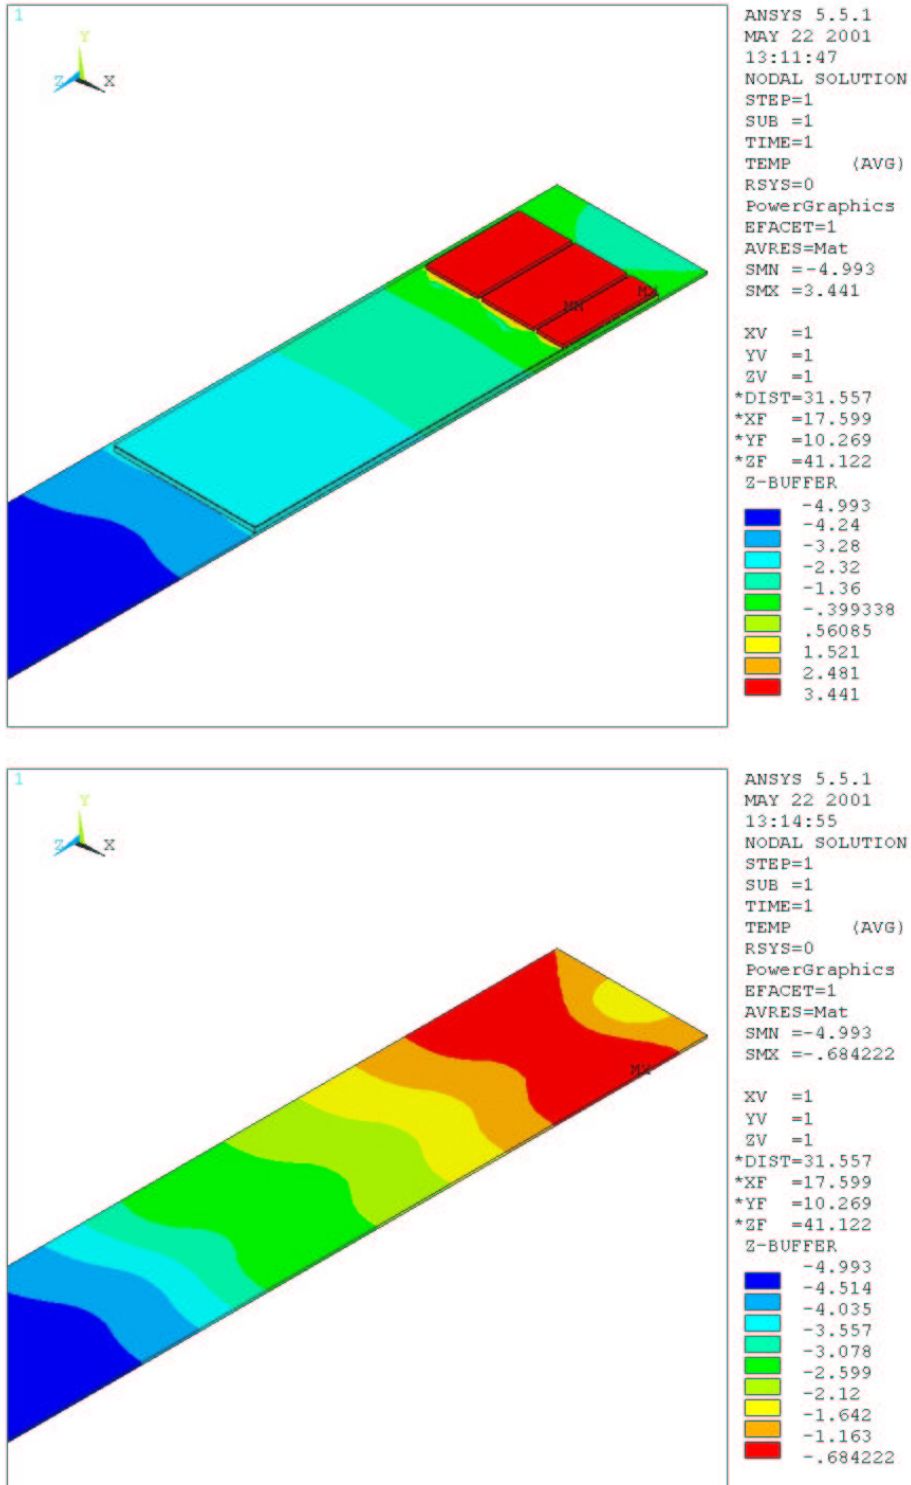 1
Y
Z X
MX
MN
ANSYS 5.5.1
MAY 22 2001
13:11:47
NODAL SOLUTION
STEP=1
SUB =1
TIME=1
TEMP (AVG)
RSYS=0
PowerGraphics
EFACET=1
AVRES=Mat
SMN =-4.993
SMX =3.441
XV =1
YV =1
ZV =1
*DIST=31.557
*XF =17.599
*YF =10.269
*ZF =41.122
Z-BUFFER
-4.993
-4.24
-3.28
-2.32
-1.36
-.399338
.56085
1.521
2.481
3.441
1
Y
Z X
MX
ANSYS 5.5.1
MAY 22 2001
13:14:55
NODAL SOLUTION
STEP=1
SUB =1
TIME=1
TEMP (AVG)
RSYS=0
PowerGraphics
EFACET=1
AVRES=Mat
SMN =-4.993
SMX =-.684222
XV =1
YV =1
ZV =1
*DIST=31.557
*XF =17.599
*YF =10.269
*ZF =41.122
Z-BUFFER
-4.993
-4.514
-4.035
-3.557
-3.078
-2.599
-2.12
-1.642
-1.163
-.684222